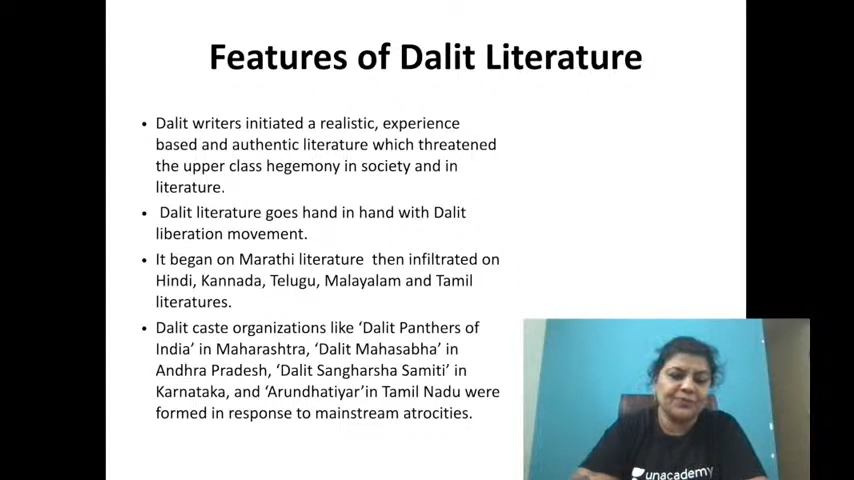 Features of Dalit Literature
• Dalit writers initiated a realistic, experience
based and authentic literature which threatened
the upper class hegemony in society and in
literature.
• Dalit literature goes hand in hand with Dalit
liberation movement.
• It began on Marathi literature then infiltrated on
Hindi, Kannada, Telugu, Malayalam and Tamil
literatures.
• Dalit caste organizations like ‘Dalit Panthers of
India’ in Maharashtra, ‘Dalit Mahasabha’ in
Andhra Pradesh, ‘Dalit Sangharsha Samiti’ in
Karnataka, and ‘Arundhatiyar’in Tamil Nadu were
formed in response to mainstream atrocities.
unacademy